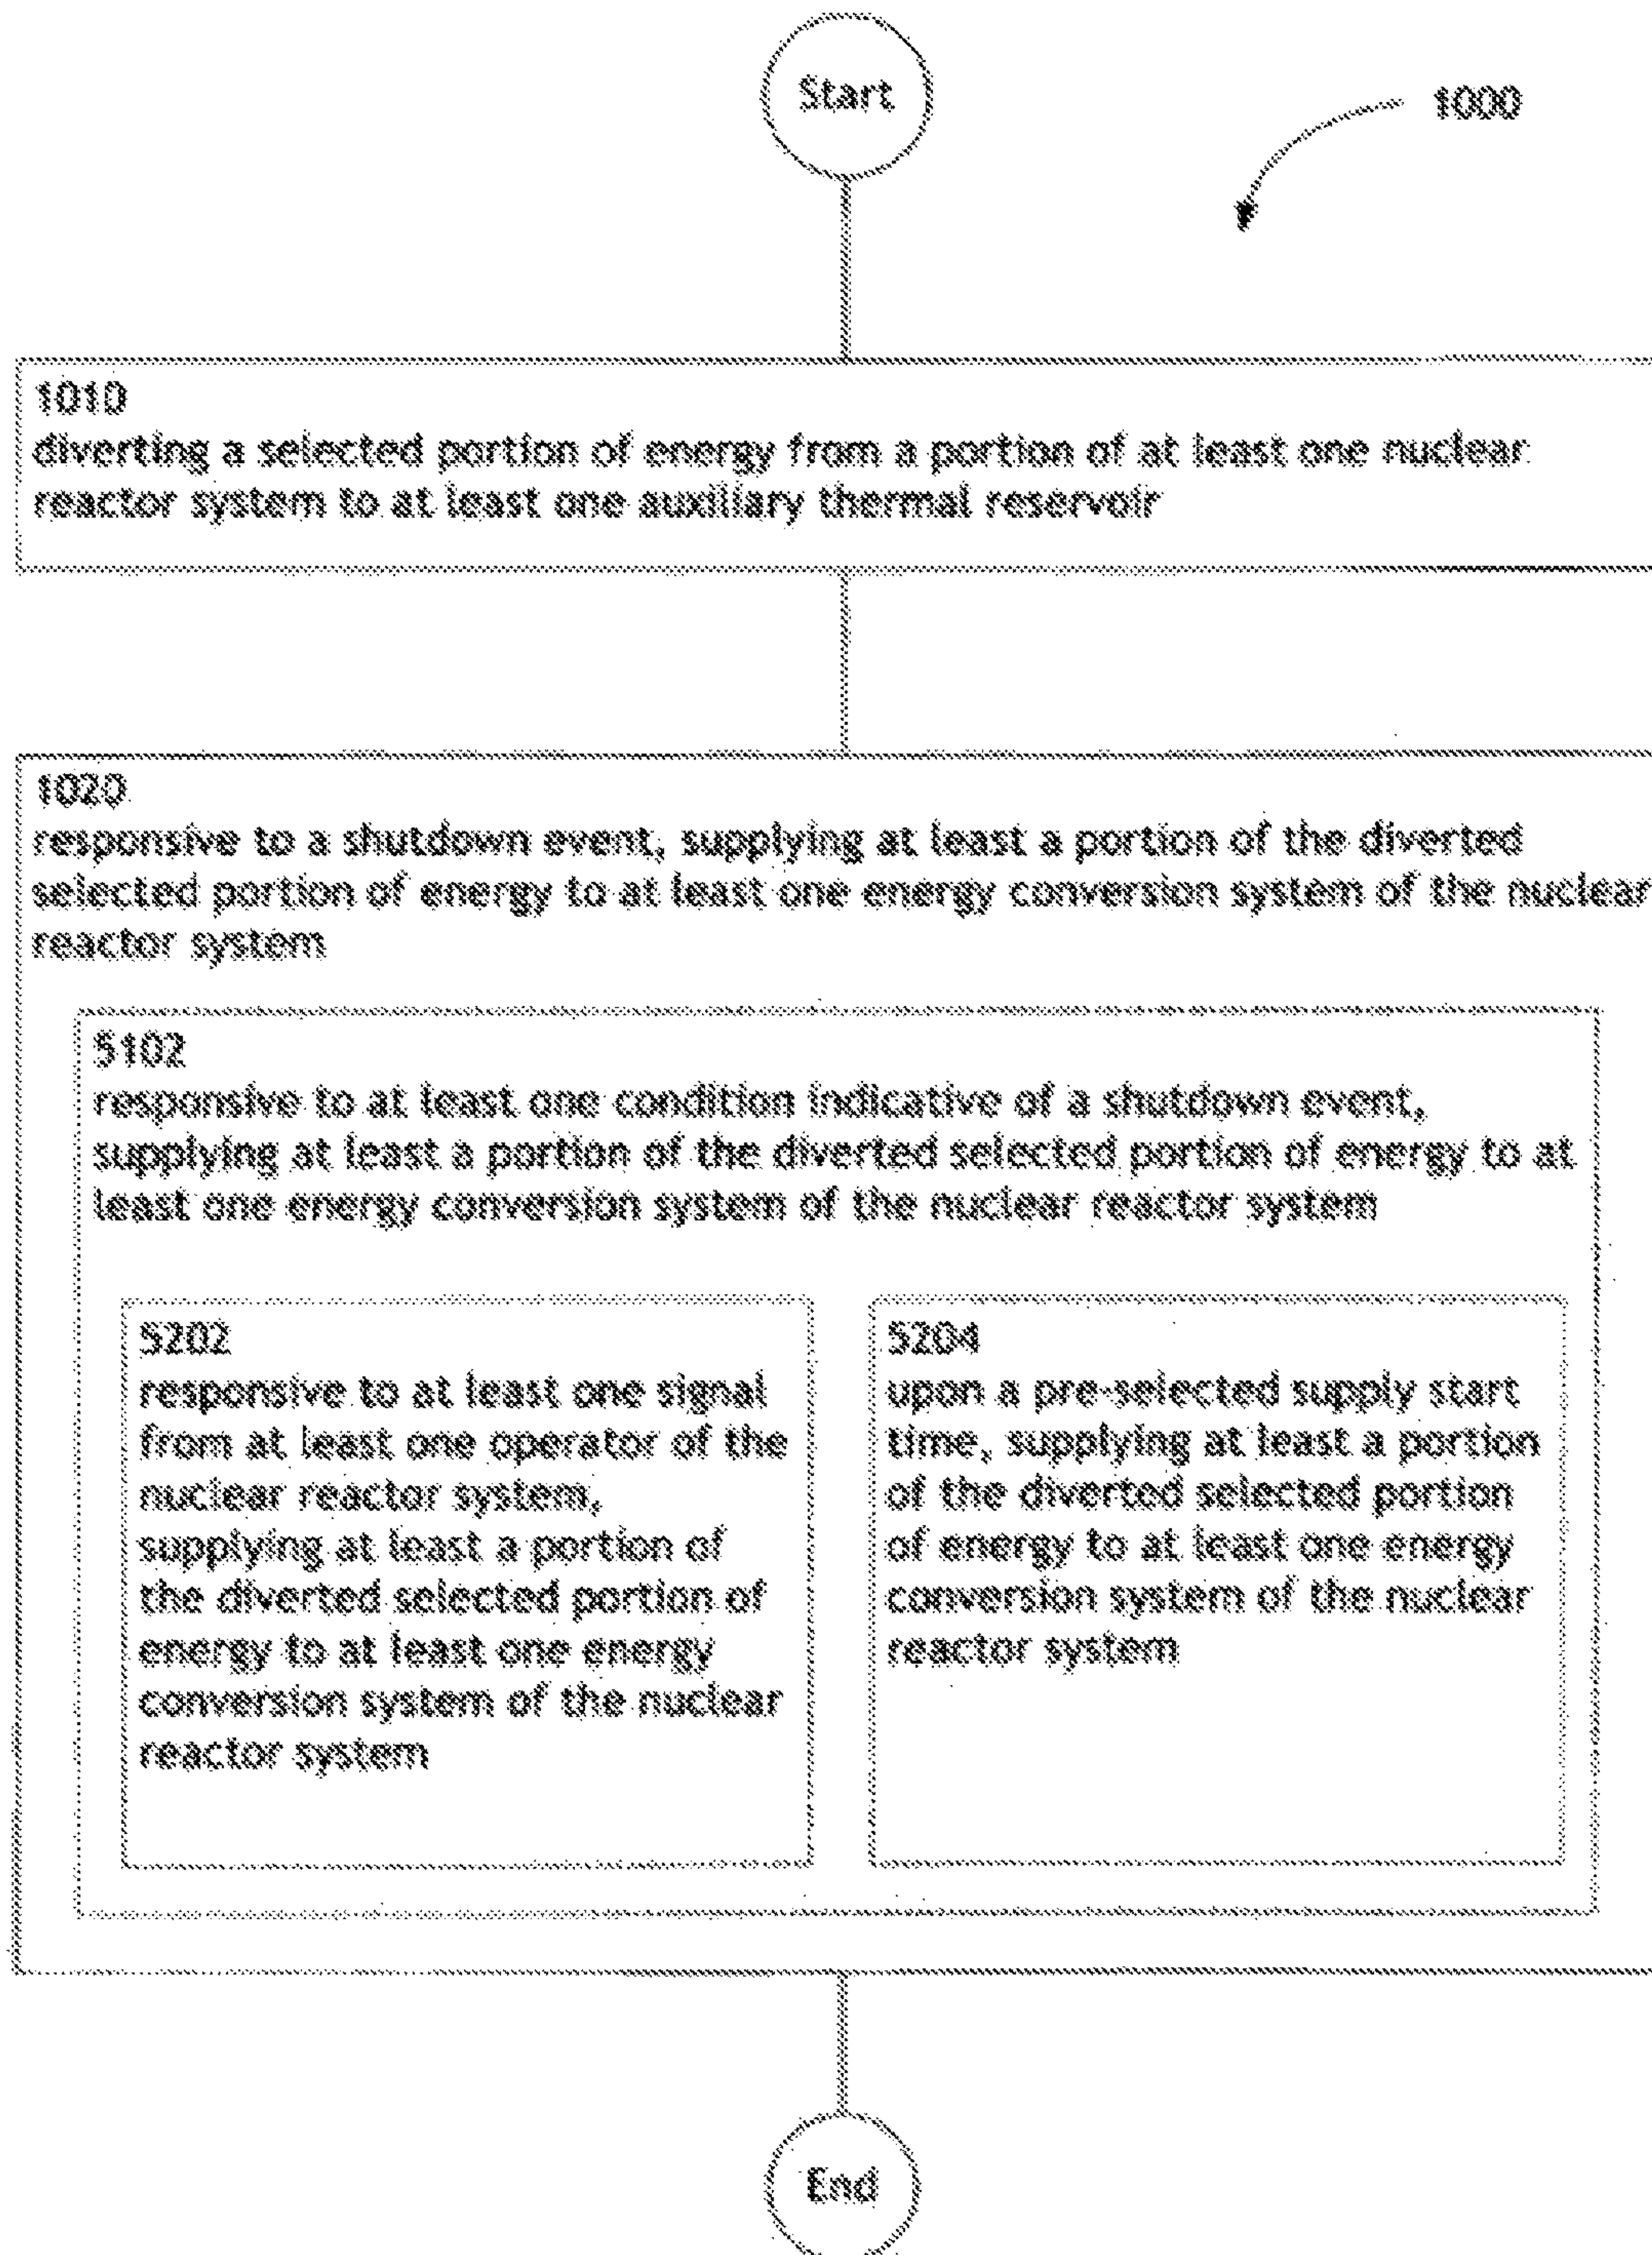 Start
1000
1010
diverting a selected portion of energy from a portion of at least one nuclear
reactor system to at least one auxiliary thermal reservoir
1020
responsive to a shutdown event, supplying at least a portion of the diverted
selected portion of energy to at least one energy conversion system of the nuclear
reactor system
5102
responsive to at least one condition indicative of a shutdown event,
supplying at least a portion of the diverted selected portion of energy to at
least one energy conversion system of the nuclear reactor system
5202
responsive to at least one signal
from at least one operator of the
nuclear reactor system,
supplying at least a portion of
the diverted selected portion of
energy to at least one energy
conversion system of the nuclear
reactor system
5204
upon a pre-selected supply start
time, supplying at least a portion
of the diverted selected portion
of energy to at least one energy
conversion system of the nuclear
reactor system
End